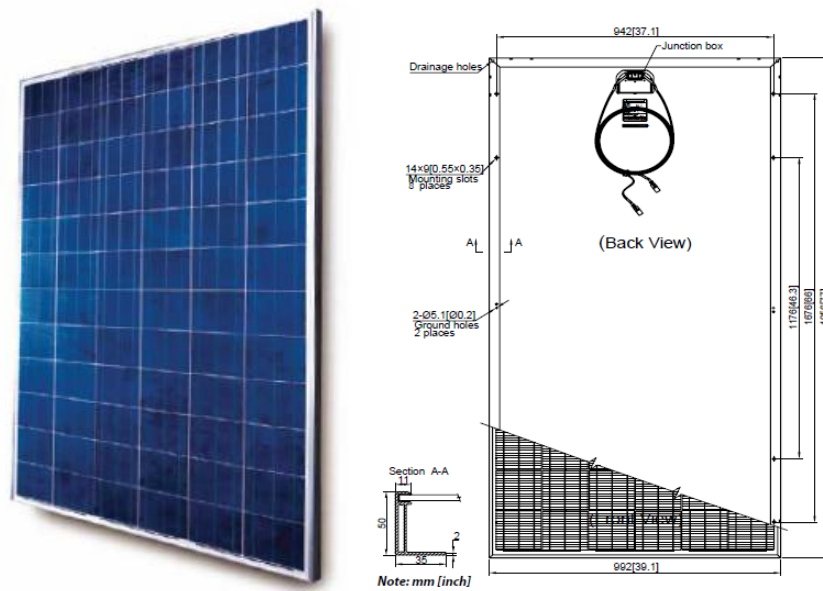 942[37.1]
Junction box
Drainage holes
14×9[0.55×0.35]
Mounting slots
8 places
A
A
(Back View)
2-Ø5.1[Ø0.2]
Ground holes
2 places
1176[46.3]
1676[66]
Section A-A
11
50
2
35
(Front View)
992[39.1]
Note: mm [inch]